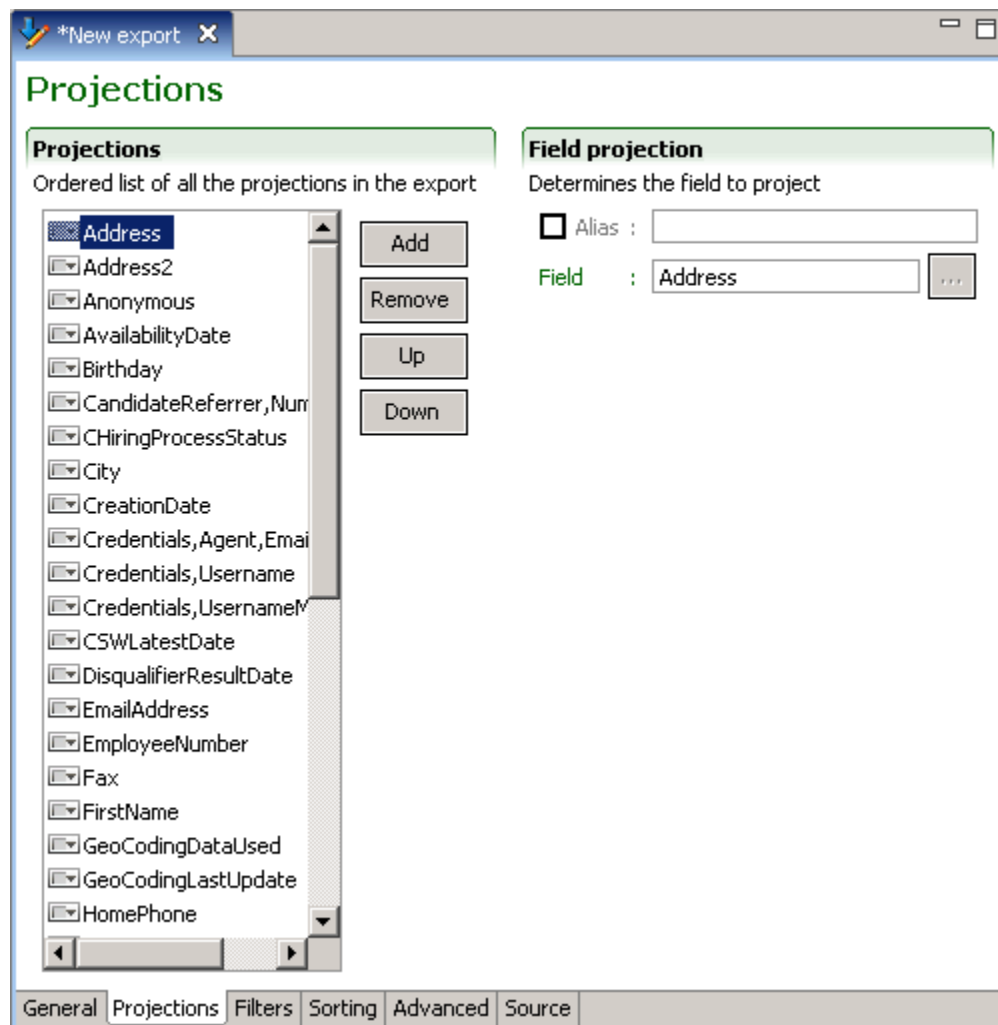 *New export
Projections
Projections
Ordered list of all the projections in the export
Address
Address2
Anonymous
AvailabilityDate
Birthday
CandidateReferrer,Num
CHiringProcessStatus
City
CreationDate
Credentials,Agent,Emai
Credentials,Username
Credentials,UsernameM
CSWLatestDate
DisqualifierResultDate
EmailAddress
EmployeeNumber
Fax
FirstName
GeoCodingDataUsed
GeoCodingLastUpdate
HomePhone
Add
Remove
Up
Down
Field projection
Determines the field to project
Alias :
Field : Address ...
General Projections Filters Sorting Advanced Source